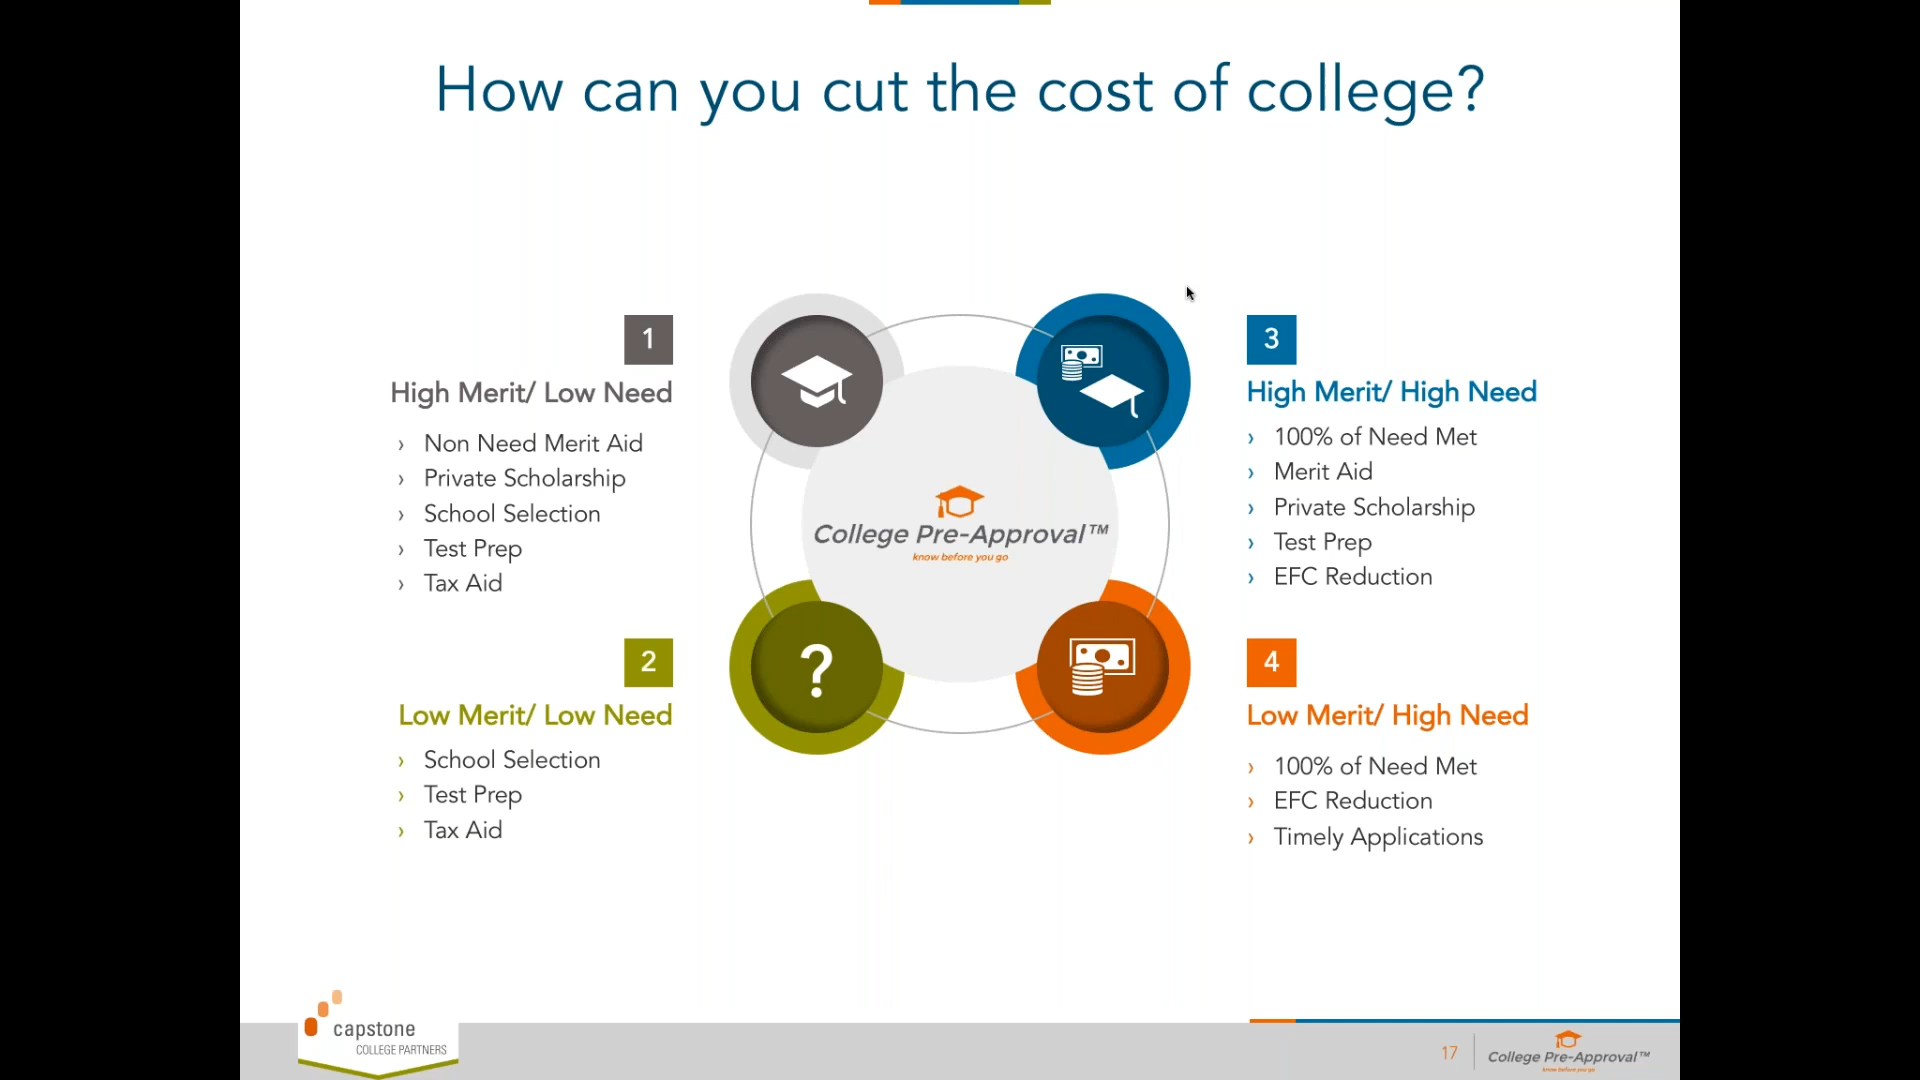 How can you cut the cost of college?
1
High Merit/ Low Need
› Non Need Merit Aid
› Private Scholarship
› School Selection
› Test Prep
› Tax Aid
2
Low Merit/ Low Need
› School Selection
› Test Prep
› Tax Aid
?
College Pre-Approval™
know before you go
3
High Merit/ High Need
› 100% of Need Met
› Merit Aid
› Private Scholarship
› Test Prep
› EFC Reduction
4
Low Merit/ High Need
› 100% of Need Met
› EFC Reduction
› Timely Applications
capstone
COLLEGE PARTNERS
17
College Pre-Approval™
know before you go